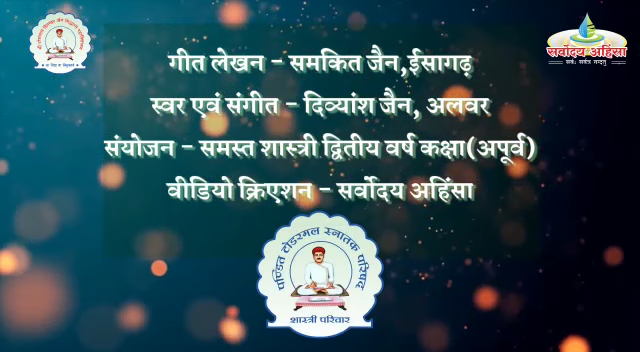 सर्वोदय अहिंसा
गीत लेखन - समकित जैन,ईसागढ़
स्वर एवं संगीत - दिव्यांश जैन, अलवर
संयोजन - समस्त शास्त्री द्वितीय वर्ष कक्षा(अपूर्व)
वीडियो क्रिएशन - सर्वोदय अहिंसा
पण्डित टोडरमल स्नातक परिषद
शास्त्री परिवार